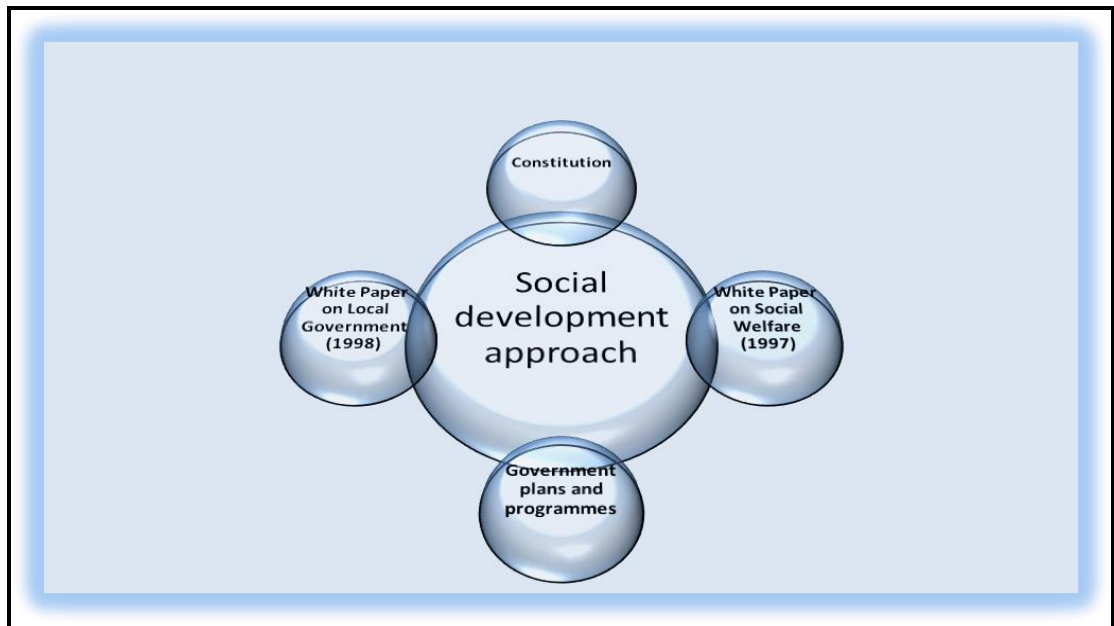 Constitution
Social
development
approach
White Paper
on Local
Government
(1998)
White Paper
on Social
Welfare
(1997)
Government
plans and
programmes